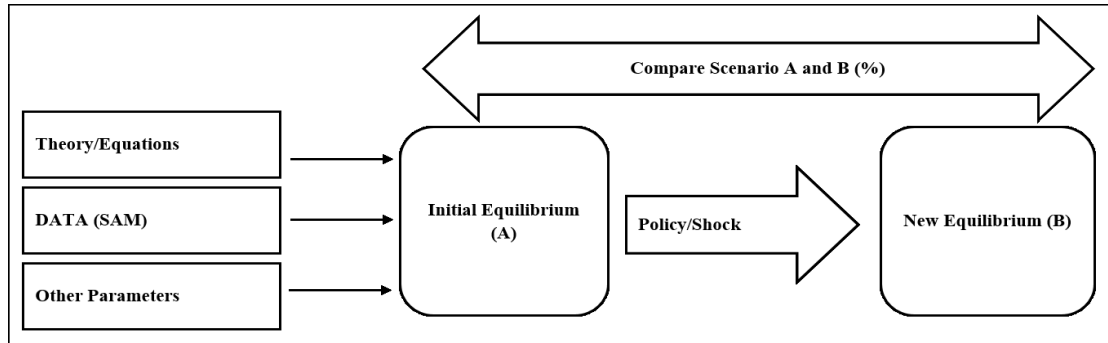 Compare Scenario A and B (%)
Theory/Equations
DATA (SAM)
Other Parameters
Initial Equilibrium
(A)
Policy/Shock
New Equilibrium (B)